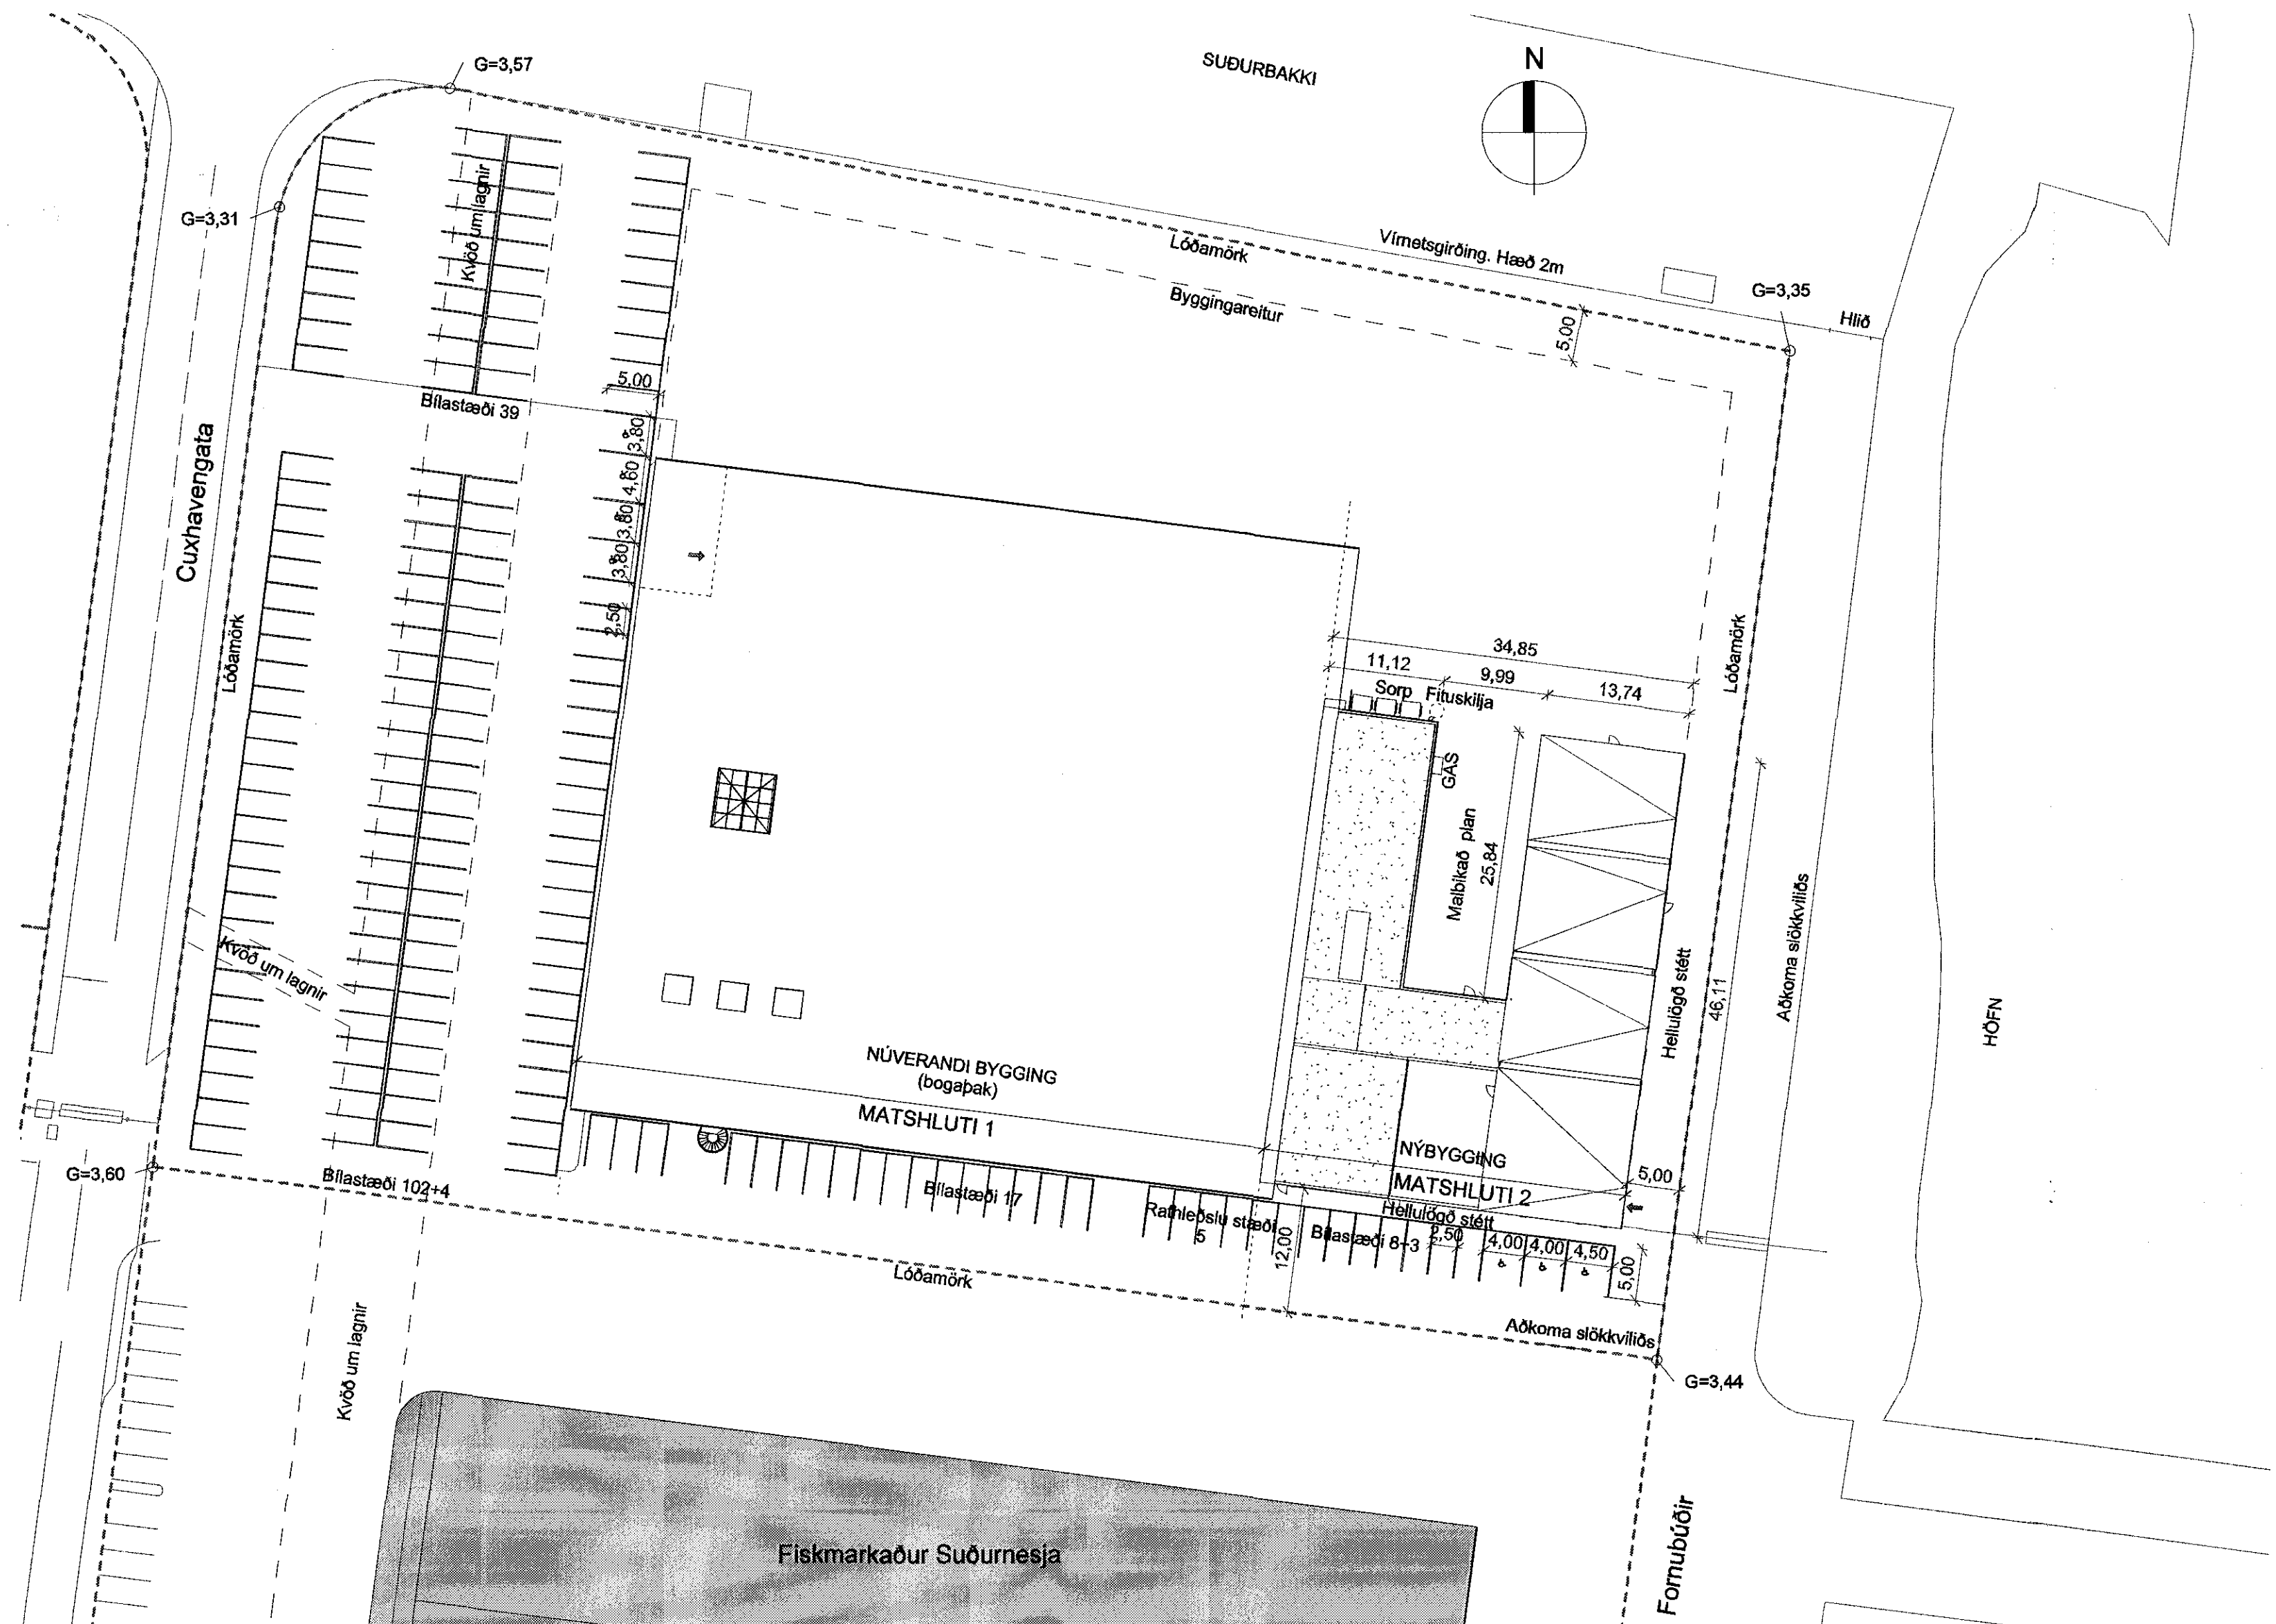 G=3,57
SUÐURBAKKI
N
G=3,31
Kvöð um lagnir
Lóðamörk
Vírnetsgirðing. Hæð 2m
Byggingareitur
5,00
G=3,35
Hlið
5,00
Bílastæði 39
3,80
4,60
3,80
3,80
2,50
Cuxhavengata
Lóðamörk
34,85
11,12
9,99
13,74
Sorp
Fituskilja
GAS
Malbikað plan
25,84
Lóðamörk
Hellulögð stétt
46,11
Aðkoma slökkviliðs
HÖFN
Kvöð um lagnir
NÚVERANDI BYGGING
(bogaþak)
MATSHLUTI 1
NÝBYGGING
MATSHLUTI 2
5,00
Hellulögð stétt
G=3,60
Bílastæði 102+4
Bílastæði 17
Rafhleðslu stæði
5
12,00
Bílastæði 8+3
2,50
4,00
4,00
4,50
5,00
Lóðamörk
Aðkoma slökkviliðs
G=3,44
Kvöð um lagnir
Fiskmarkaður Suðurnesja
Fornubúðir